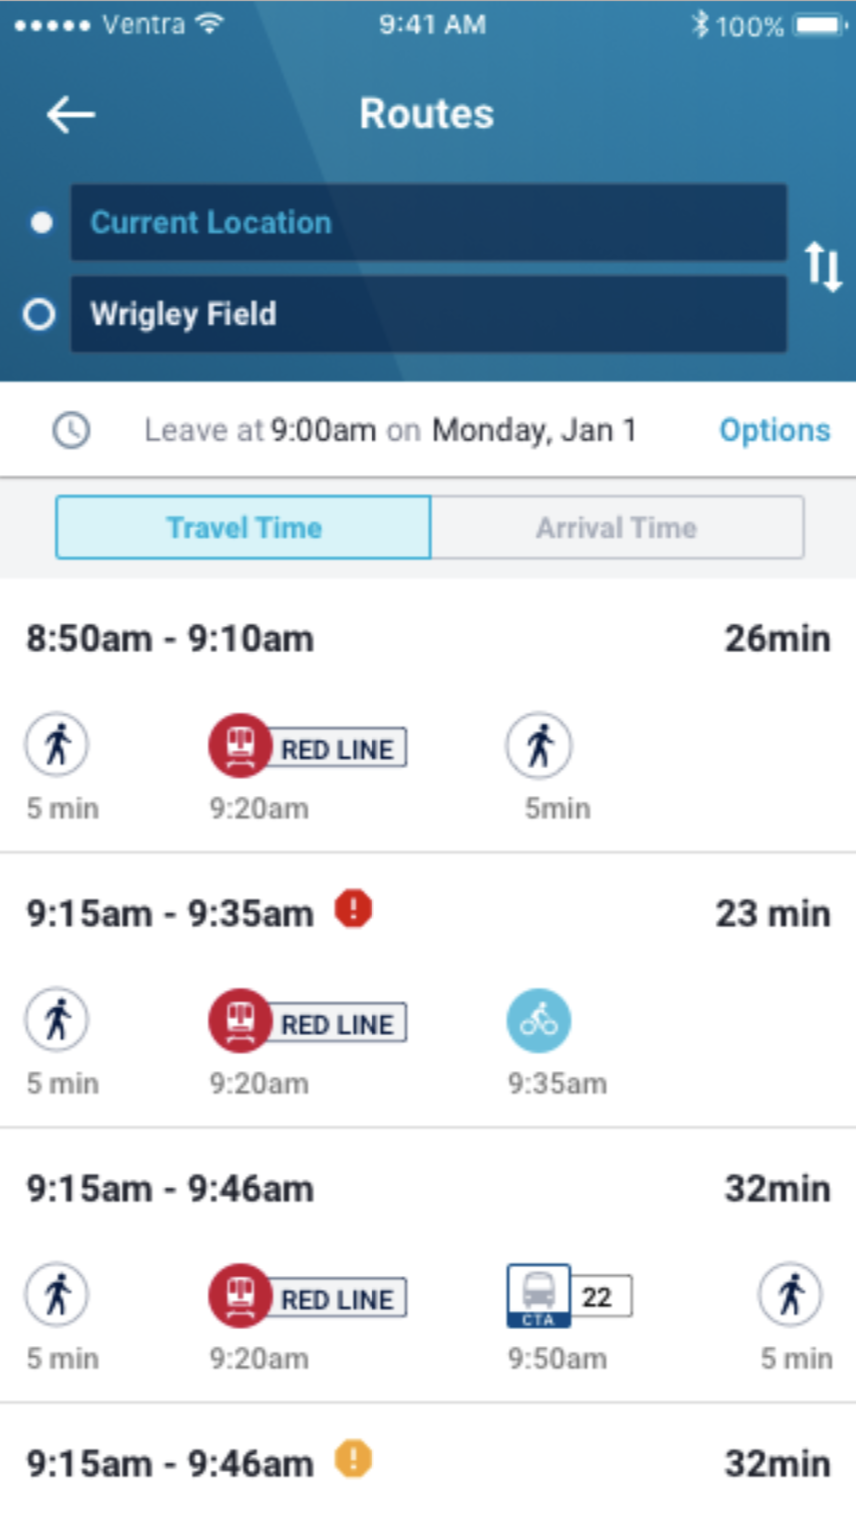 Ventra 9:41 AM 100%
Routes
Current Location
Wrigley Field
Leave at 9:00am on Monday, Jan 1 Options
Travel Time Arrival Time
8:50am - 9:10am 26min
RED LINE
5 min 9:20am 5min
9:15am - 9:35am ! 23 min
RED LINE
5 min 9:20am 9:35am
9:15am - 9:46am 32min
RED LINE 22
CTA
5 min 9:20am 9:50am 5 min
9:15am - 9:46am ! 32min